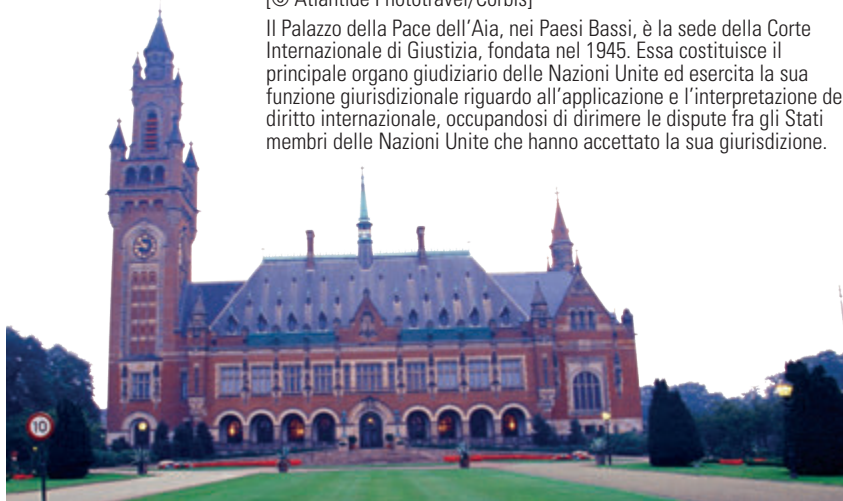 [© Atlantide Phototravel/Corbis]
Il Palazzo della Pace dell'Aia, nei Paesi Bassi, è la sede della Corte
Internazionale di Giustizia, fondata nel 1945. Essa costituisce il
principale organo giudiziario delle Nazioni Unite ed esercita la sua
funzione giurisdizionale riguardo all'applicazione e l'interpretazione de
diritto internazionale, occupandosi di dirimere le dispute fra gli Stati
membri delle Nazioni Unite che hanno accettato la sua giurisdizione.
10